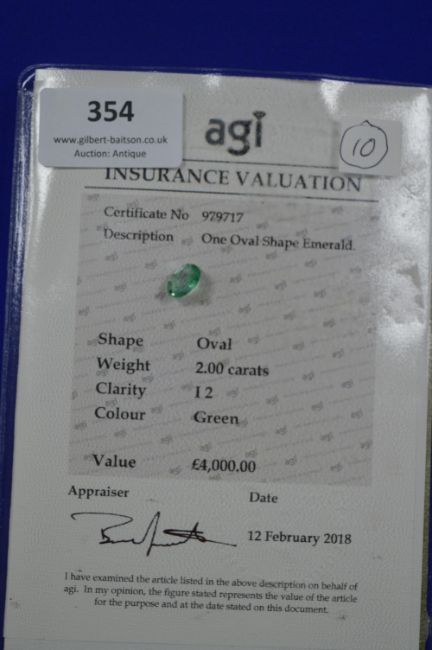 354
www.gilbert-baitson.co.uk
Auction: Antique
agi
10
INSURANCE VALUATION
Certificate No 979717
Description One Oval Shape Emerald.
Shape Oval
Weight 2.00 carats
Clarity I 2
Colour Green
Value £4,000.00
Appraiser Date
12 February 2018
I have examined the article listed in the above description on behalf of
agi. In my opinion, the figure stated represents the value of the article
for the purpose and at the date stated on this document.